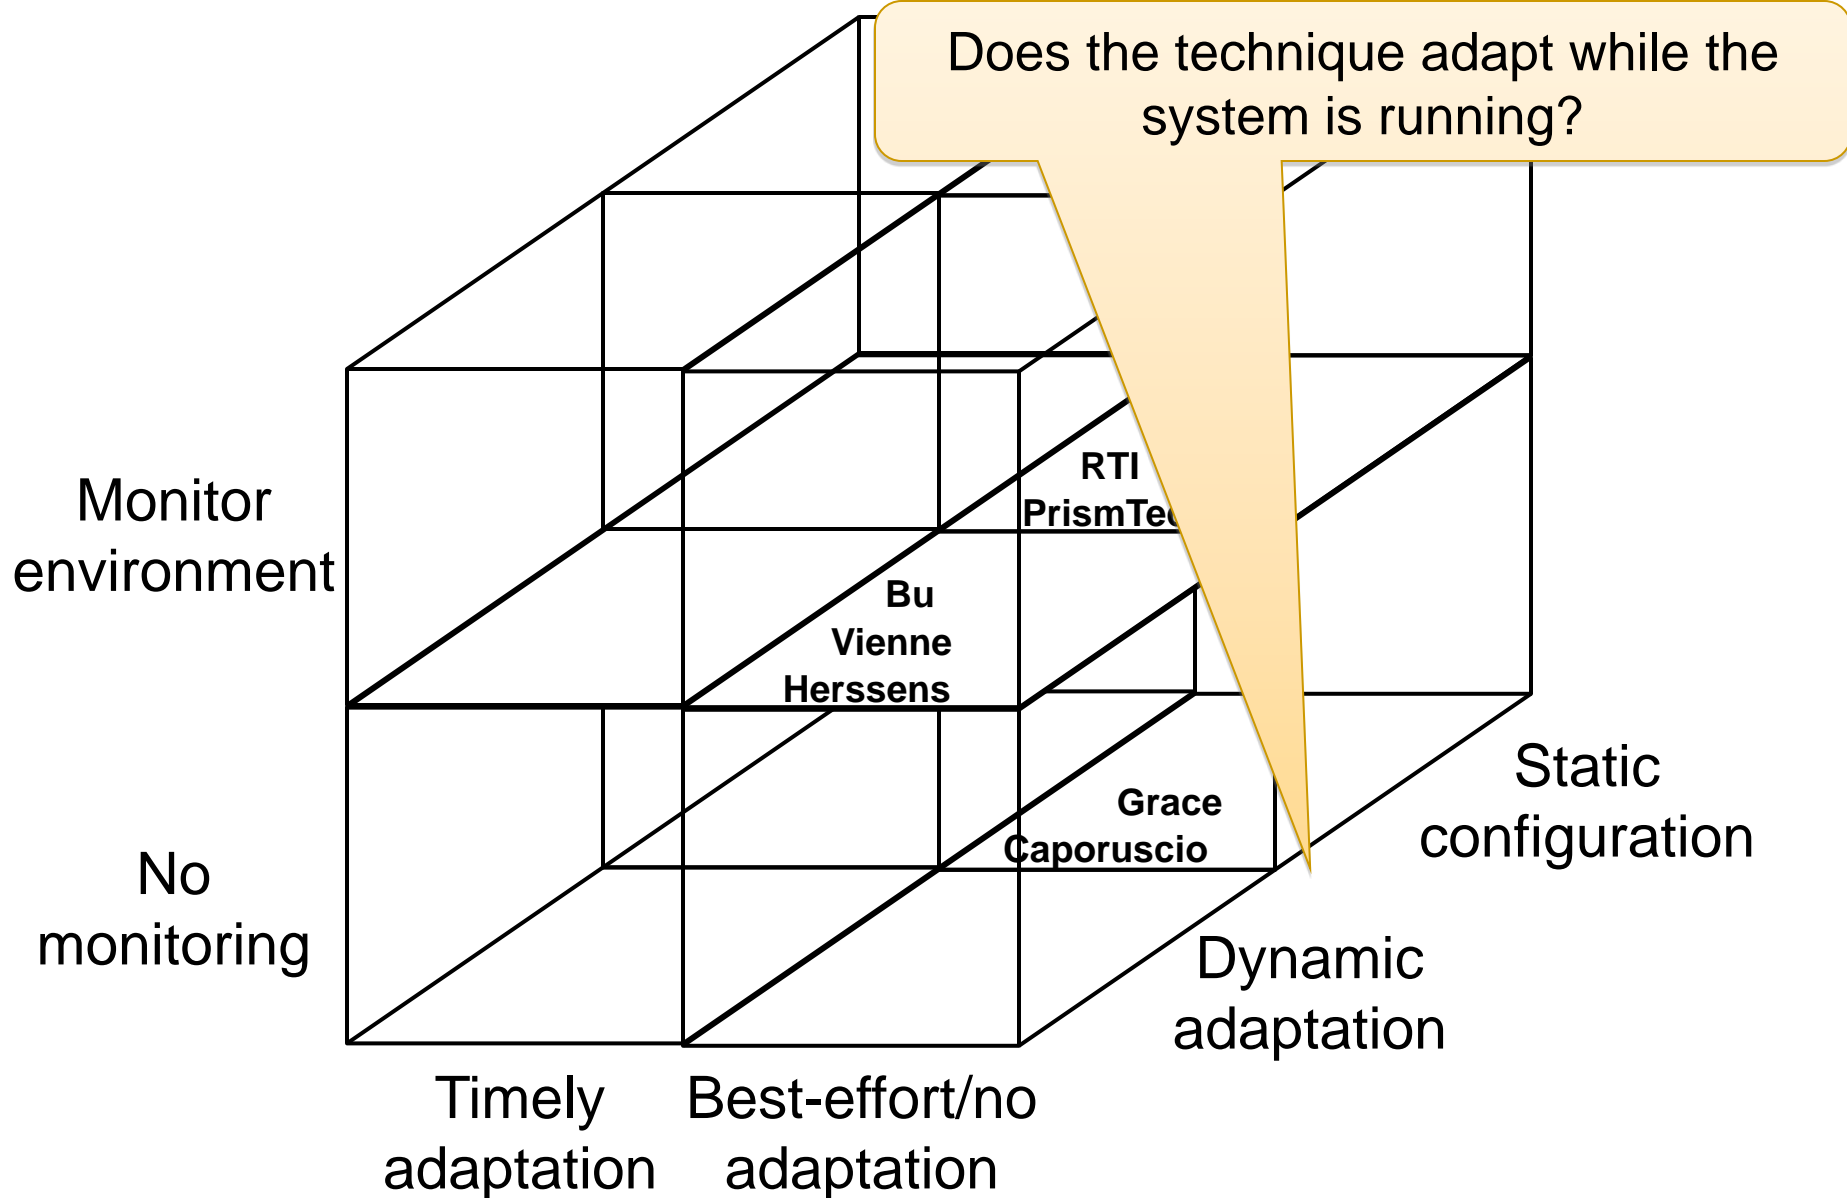 Does the technique adapt while the
system is running?
RTI
Monitor
environment
Bu
Vienne
Herssens
Static
configuration
Grace
Caporuscio
No
monitoring
Dynamic
adaptation
Timely
adaptation
Best-effort/no
adaptation